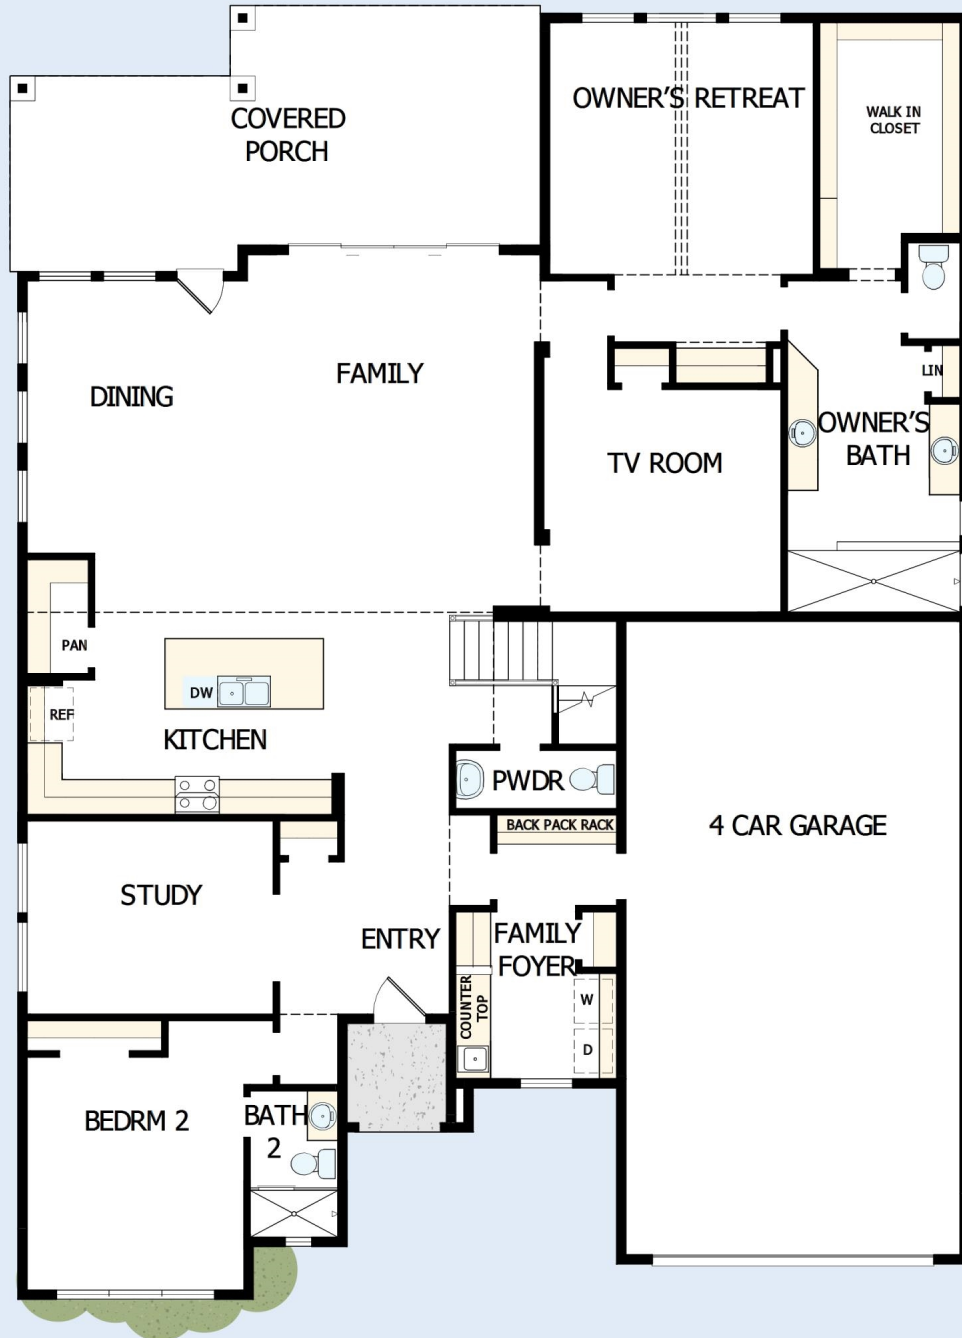 OWNER'S RETREAT
WALK IN
CLOSET
COVERED
PORCH
FAMILY
DINING
LIN
OWNER'S
BATH
TV ROOM
PAN
DW
REF
KITCHEN
PWDR
BACK PACK RACK
4 CAR GARAGE
STUDY
ENTRY
FAMILY
FOYER
COUNTER
TOP
W
D
BEDRM 2
BATH
2